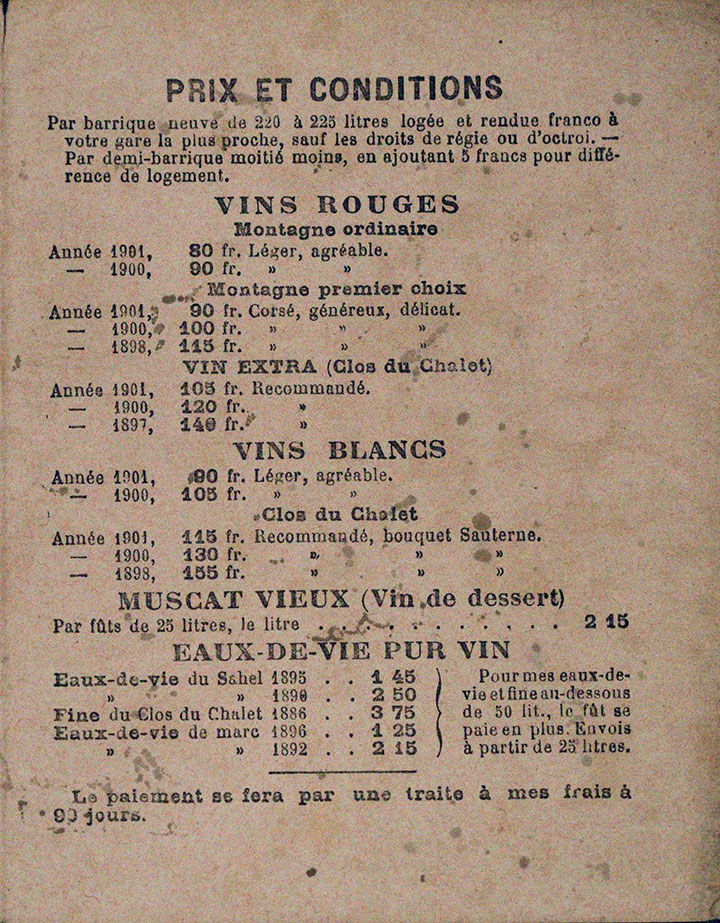 PRIX ET CONDITIONS
Par barrique neuve de 220 à 225 litres logée et rendue franco à
votre gare la plus proche, sauf les droits de régie ou d'octroi. —
Par demi-barrique moitié moins, en ajoutant 5 francs pour diffé-
rence de logement.
VINS ROUGES
Montagne ordinaire
Année 1901, 80 fr. Léger, agréable.
— 1900, 90 fr. » »
Montagne premier choix
Année 1901, 90 fr. Corsé, généreux, délicat.
— 1900, 100 fr. » » »
— 1898, 115 fr. » » »
VIN EXTRA (Clos du Chalet)
Année 1901, 105 fr. Recommandé.
— 1900, 120 fr. »
— 1897, 140 fr. »
VINS BLANCS
Année 1901, 90 fr. Léger, agréable.
— 1900, 105 fr. » »
Clos du Chalet
Année 1901, 115 fr. Recommandé, bouquet Sauterne.
— 1900, 130 fr. » » »
— 1898, 155 fr. » » »
MUSCAT VIEUX (Vin de dessert)
Par fûts de 25 litres, le litre . . . . . . . . . . . . 2 15
EAUX-DE-VIE PUR VIN
Eaux-de-vie du Sahel 1895 . . 1 45
» » 1890 . . 2 50
Fine du Clos du Chalet 1886 . . 3 75
Eaux-de-vie de marc 1896 . . 1 25
» » 1892 . . 2 15
Pour mes eaux-de-
vie et fine au-dessous
de 50 lit., le fût se
paie en plus. Envois
à partir de 25 litres.
Le paiement se fera par une traite à mes frais à
90 jours.